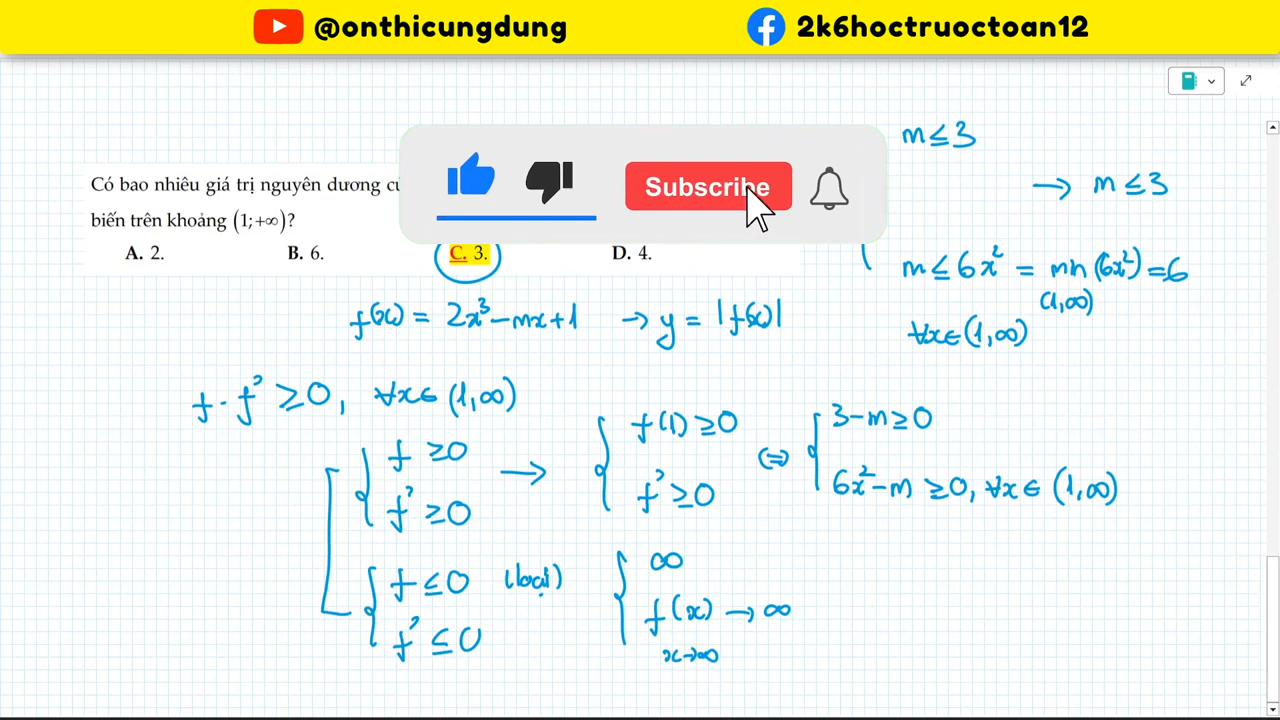 @onthicungdung
2k6hoctruoctoan12
Có bao nhiêu giá trị nguyên dương
biến trên khoảng (1;+∞)?
A. 2.
B. 6.
C. 3.
D. 4.
Subscribe
m ≤ 3
→ m ≤ 3
m ≤ 6x² = min (6x²) = 6
(1,∞)
∀x∈(1,∞)
f(x) = 2x³-mx+1 → y = |f(x)|
f · f' ≥0, ∀x∈ (1,∞)
f ≥0 → f(1) ≥0 ⇔ 3-m≥0
f' ≥0 f' ≥0 6x²-m ≥0, ∀x∈ (1,∞)
f ≤0 (loại) ∞
f' ≤0 f(x) → ∞
x→∞